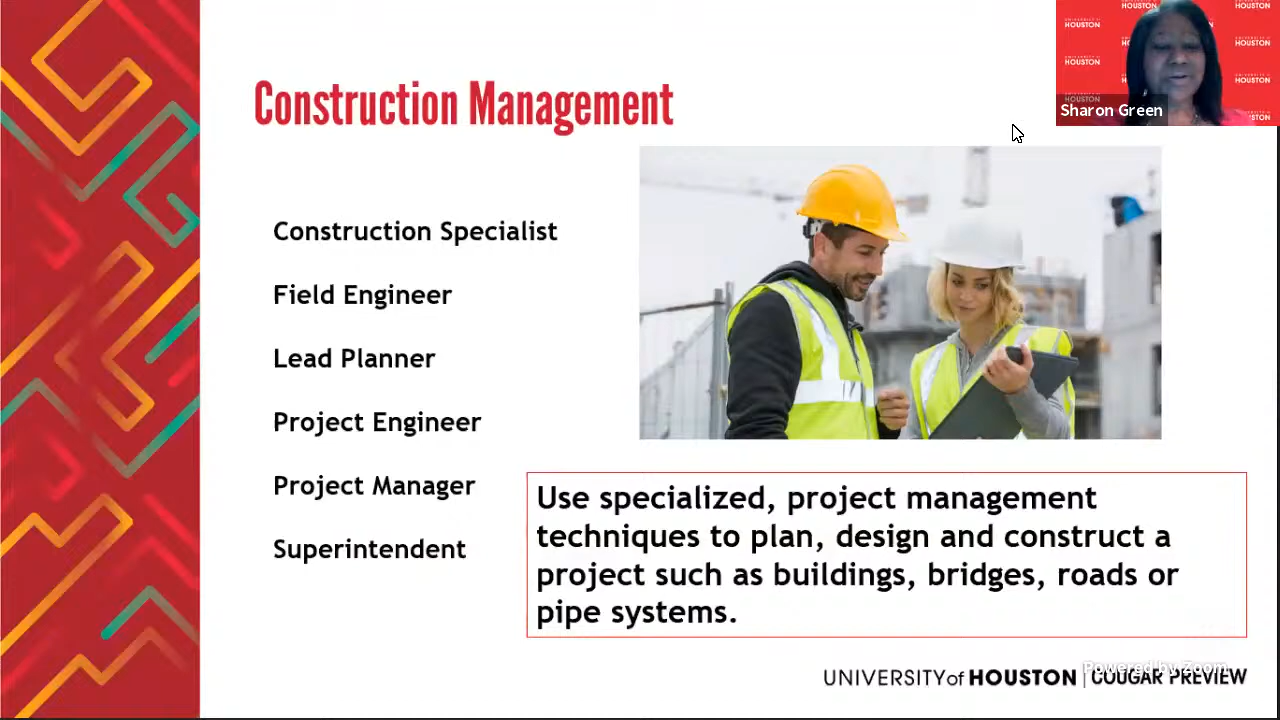 Construction Management
Construction Specialist
Field Engineer
Lead Planner
Project Engineer
Project Manager
Superintendent
Use specialized, project management
techniques to plan, design and construct a
project such as buildings, bridges, roads or
pipe systems.
UNIVERSITY of HOUSTON | COUGAR PREVIEW
Powered by Zoom
Sharon Green
HOUSTON
HOUSTON
HOUSTON
HOUSTON
HOUSTON
HOUSTON
HOUSTON
HOUSTON